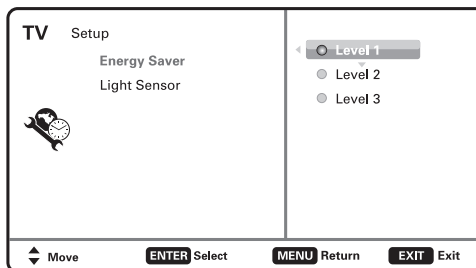 TV Setup
Energy Saver
Light Sensor
Level 1
Level 2
Level 3
Move ENTER Select MENU Return EXIT Exit